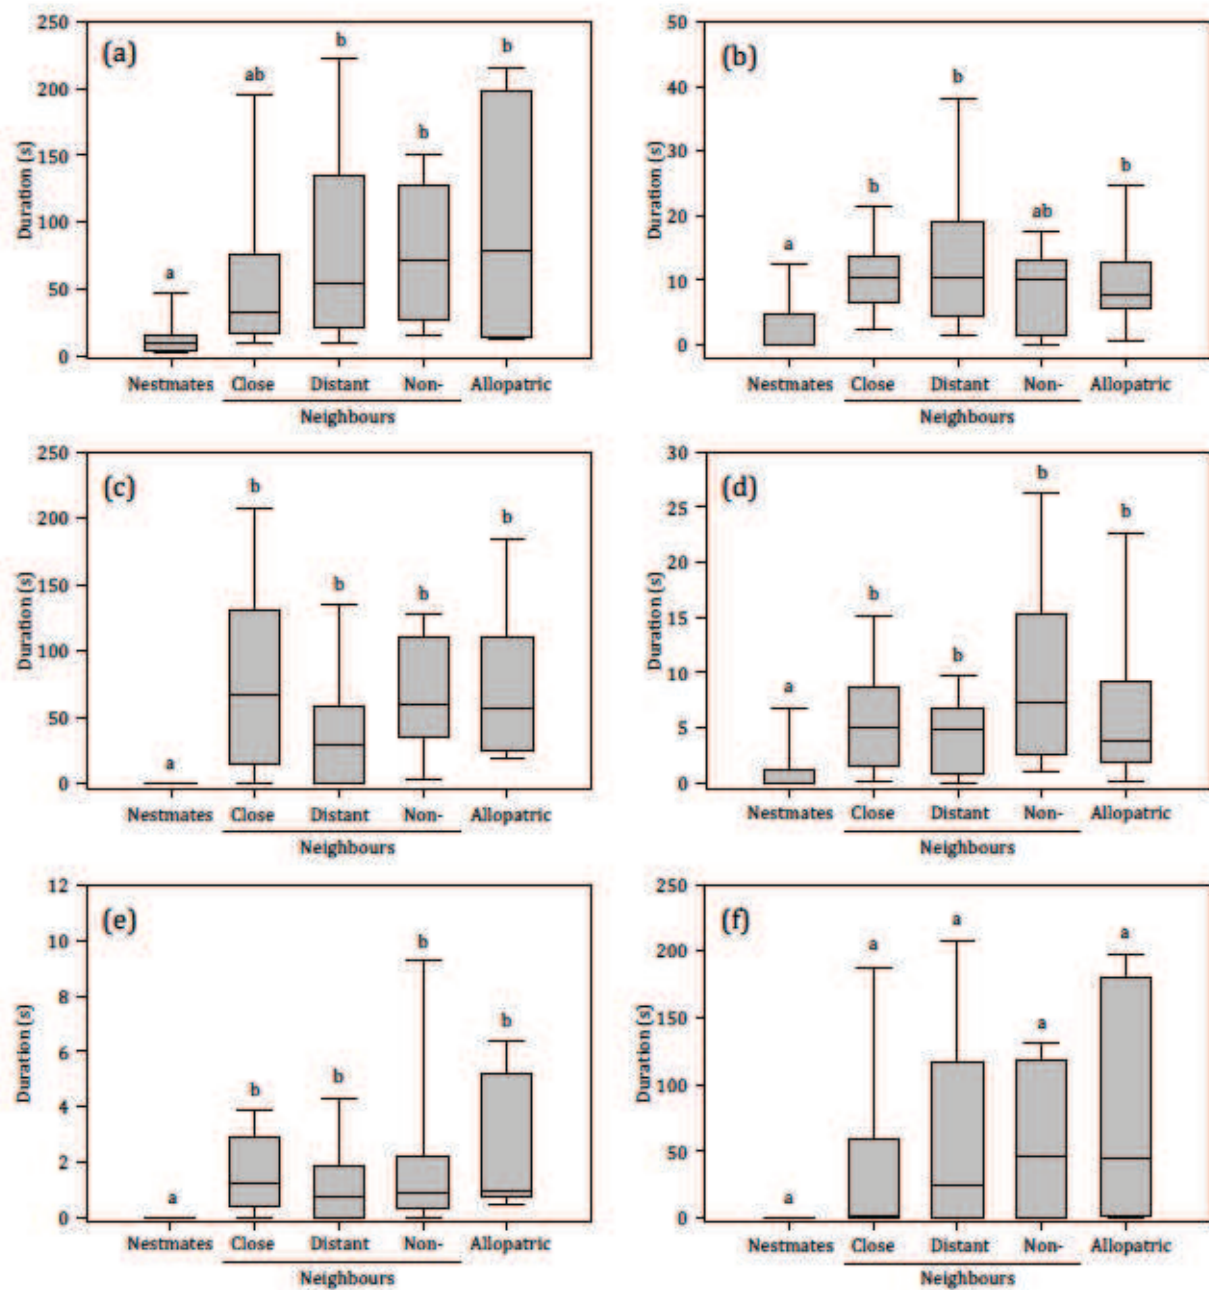 (a)
250
200
150
100
50
0
Duration (s)
a
ab
b
b
b
Nestmates Close Distant Non- Allopatric
Neighbours
(b)
50
40
30
20
10
0
Duration (s)
a
b
b
ab
b
Nestmates Close Distant Non- Allopatric
Neighbours
(c)
250
200
150
100
50
0
Duration (s)
a
b
b
b
b
Nestmates Close Distant Non- Allopatric
Neighbours
(d)
30
25
20
15
10
5
0
Duration (s)
a
b
b
b
b
Nestmates Close Distant Non- Allopatric
Neighbours
(e)
12
10
8
6
4
2
0
Duration (s)
a
b
b
b
b
Nestmates Close Distant Non- Allopatric
Neighbours
(f)
250
200
150
100
50
0
Duration (s)
a
a
a
a
a
Nestmates Close Distant Non- Allopatric
Neighbours